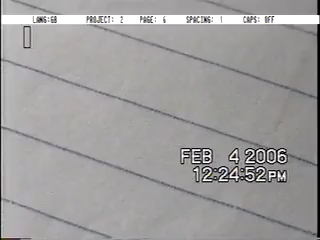 LANG:GB PROJECT: 2 PAGE: 6 SPACING: 1 CAPS: OFF
FEB 4 2006
12:24:52PM